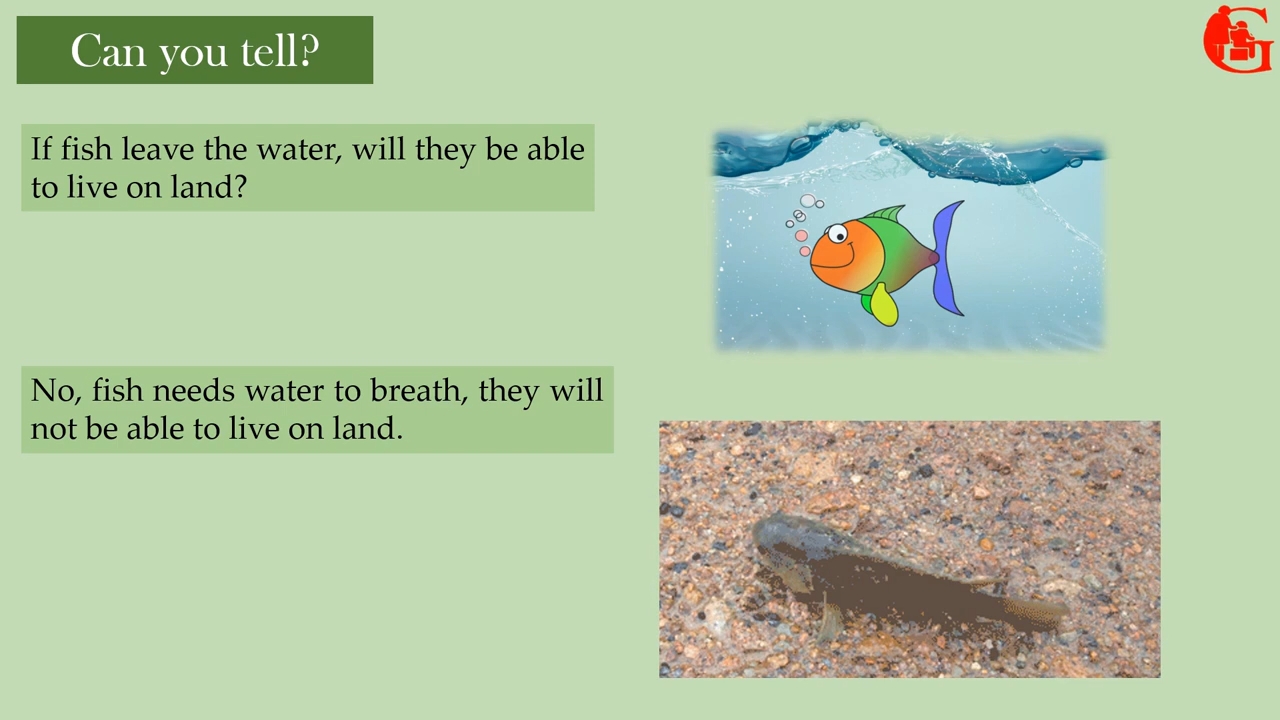 Can you tell?
If fish leave the water, will they be able
to live on land?
No, fish needs water to breath, they will
not be able to live on land.